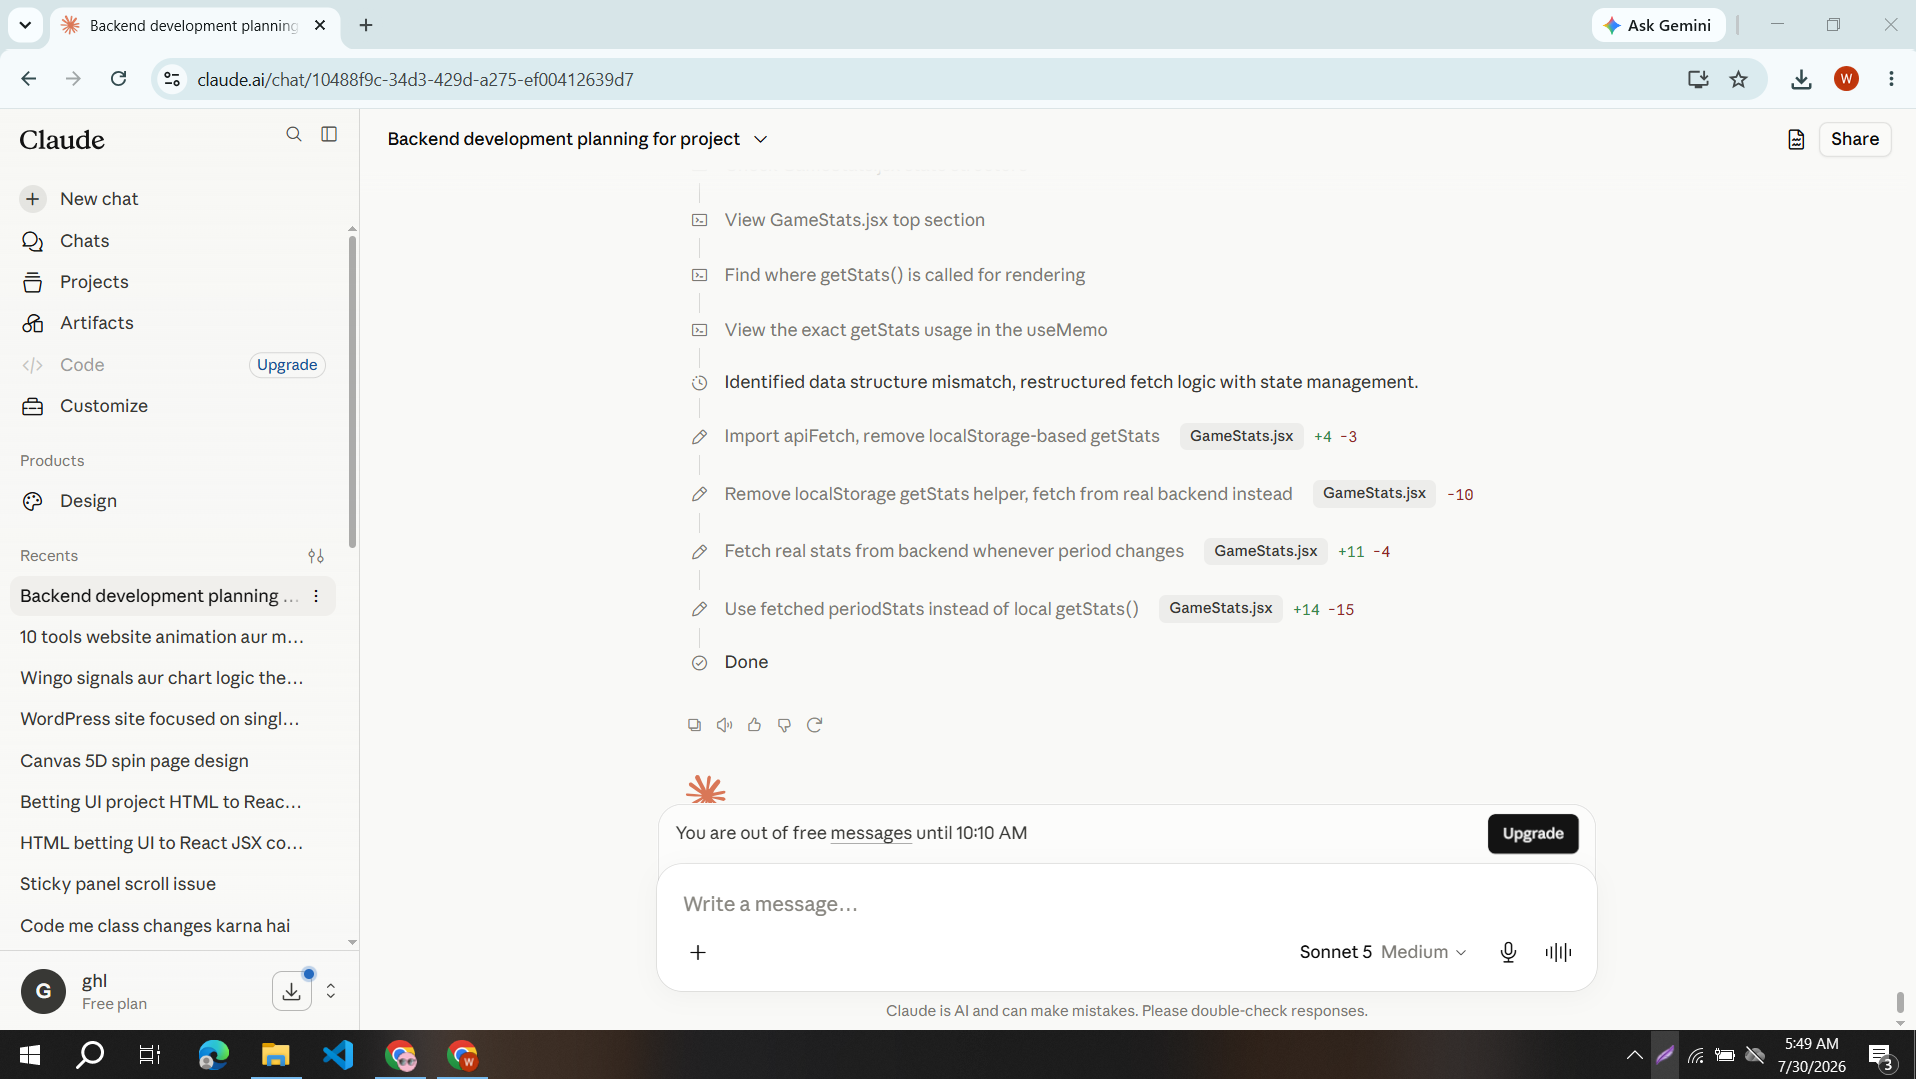 Backend development planning
Ask Gemini
claude.ai/chat/10488f9c-34d3-429d-a275-ef00412639d7
W
Claude
New chat
Chats
Projects
Artifacts
Code
Upgrade
Customize
Products
Design
Recents
Backend development planning ...
10 tools website animation aur m...
Wingo signals aur chart logic the...
WordPress site focused on singl...
Canvas 5D spin page design
Betting UI project HTML to Reac...
HTML betting UI to React JSX co...
Sticky panel scroll issue
Code me class changes karna hai
G
ghl
Free plan
Backend development planning for project
Share
View GameStats.jsx top section
Find where getStats() is called for rendering
View the exact getStats usage in the useMemo
Identified data structure mismatch, restructured fetch logic with state management.
Import apiFetch, remove localStorage-based getStats GameStats.jsx +4 -3
Remove localStorage getStats helper, fetch from real backend instead GameStats.jsx -10
Fetch real stats from backend whenever period changes GameStats.jsx +11 -4
Use fetched periodStats instead of local getStats() GameStats.jsx +14 -15
Done
You are out of free messages until 10:10 AM
Upgrade
Write a message...
Sonnet 5 Medium
Claude is AI and can make mistakes. Please double-check responses.
W
5:49 AM
7/30/2026
3